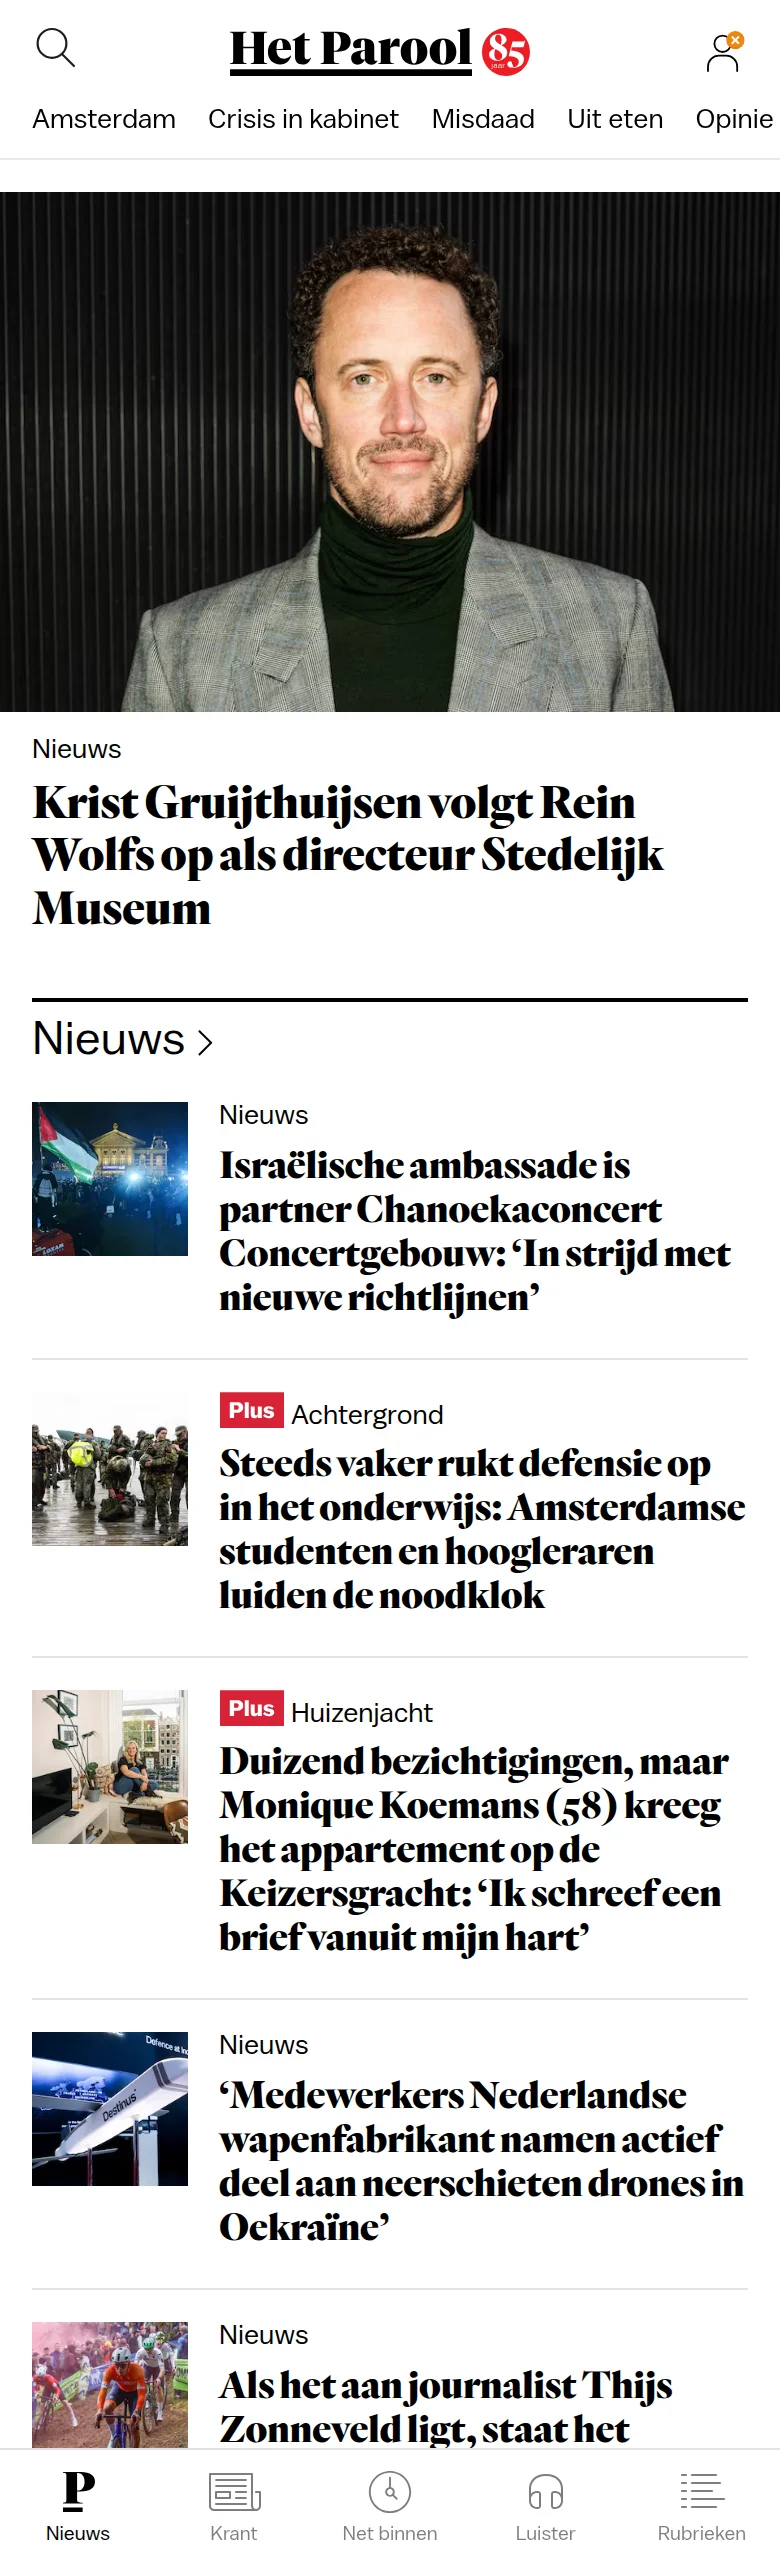 Het Parool 85 jaar
Amsterdam Crisis in kabinet Misdaad Uit eten Opinie
Nieuws
Krist Gruijthuijsen volgt Rein
Wolfs op als directeur Stedelijk
Museum
Nieuws
Nieuws
Israëlische ambassade is
partner Chanoekaconcert
Concertgebouw: ‘In strijd met
nieuwe richtlijnen’
Plus Achtergrond
Steeds vaker rukt defensie op
in het onderwijs: Amsterdamse
studenten en hoogleraren
luiden de noodklok
Plus Huizenjacht
Duizend bezichtigingen, maar
Monique Koemans (58) kreeg
het appartement op de
Keizersgracht: ‘Ik schreef een
brief vanuit mijn hart’
Defence at
Destinus
Nieuws
‘Medewerkers Nederlandse
wapenfabrikant namen actief
deel aan neerschieten drones in
Oekraïne’
Nieuws
Als het aan journalist Thijs
Zonneveld ligt, staat het
P
Nieuws Krant Net binnen Luister Rubrieken